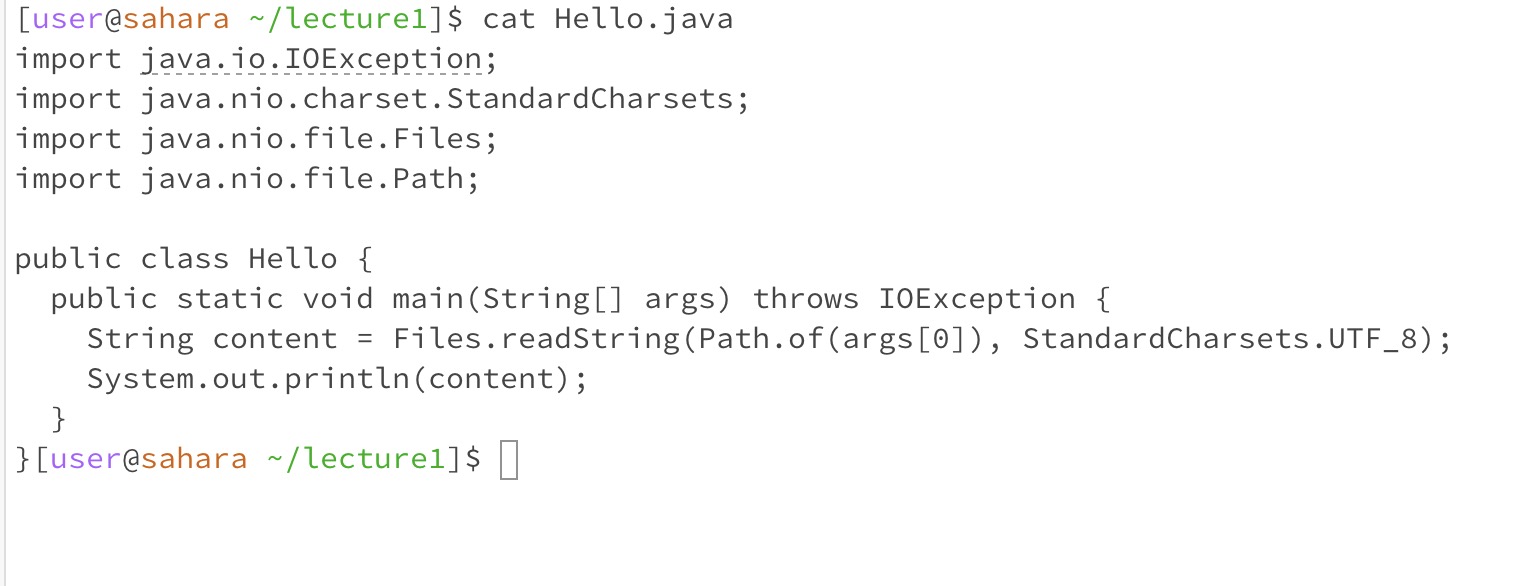 [user@sahara ~/lecture1]$ cat Hello.java
import java.io.IOException;
import java.nio.charset.StandardCharsets;
import java.nio.file.Files;
import java.nio.file.Path;

public class Hello {
  public static void main(String[] args) throws IOException {
    String content = Files.readString(Path.of(args[0]), StandardCharsets.UTF_8);
    System.out.println(content);
  }
}[user@sahara ~/lecture1]$